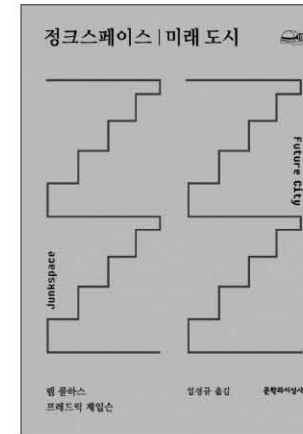 정크스페이스 | 미래 도시
Future City
Junkspace
렘 콜하스
프레드릭 제임슨
임경규 옮김
문학과지성사